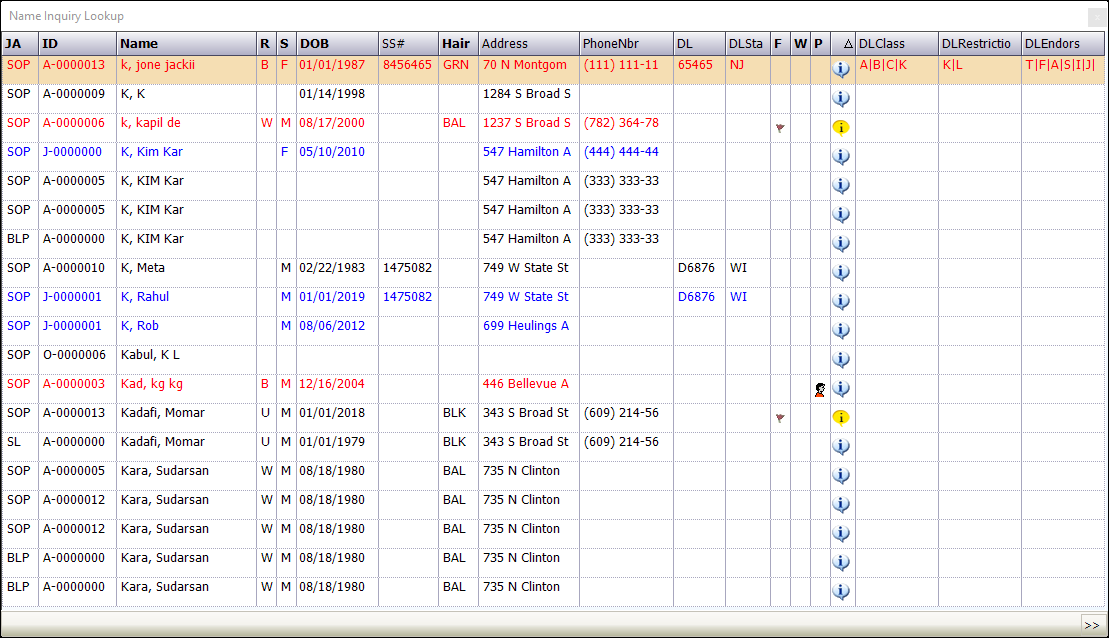 Name Inquiry Lookup
x
JA ID Name R S DOB SS# Hair Address PhoneNbr DL DLSta F W P △ DLClass DLRestrictio DLEndors
SOP A-0000013 k, jone jackii B F 01/01/1987 8456465 GRN 70 N Montgom (111) 111-11 65465 NJ i A|B|C|K K|L T|F|A|S|I|J|
SOP A-0000009 K, K 01/14/1998 1284 S Broad S i
SOP A-0000006 k, kapil de W M 08/17/2000 BAL 1237 S Broad S (782) 364-78 i
SOP J-0000000 K, Kim Kar F 05/10/2010 547 Hamilton A (444) 444-44 i
SOP A-0000005 K, KIM Kar 547 Hamilton A (333) 333-33 i
SOP A-0000005 K, KIM Kar 547 Hamilton A (333) 333-33 i
BLP A-0000000 K, KIM Kar 547 Hamilton A (333) 333-33 i
SOP A-0000010 K, Meta M 02/22/1983 1475082 749 W State St D6876 WI i
SOP J-0000001 K, Rahul M 01/01/2019 1475082 749 W State St D6876 WI i
SOP J-0000001 K, Rob M 08/06/2012 699 Heulings A i
SOP O-0000006 Kabul, K L i
SOP A-0000003 Kad, kg kg B M 12/16/2004 446 Bellevue A i
SOP A-0000013 Kadafi, Momar U M 01/01/2018 BLK 343 S Broad St (609) 214-56 i
SL A-0000000 Kadafi, Momar U M 01/01/1979 BLK 343 S Broad St (609) 214-56 i
SOP A-0000005 Kara, Sudarsan W M 08/18/1980 BAL 735 N Clinton i
SOP A-0000012 Kara, Sudarsan W M 08/18/1980 BAL 735 N Clinton i
SOP A-0000012 Kara, Sudarsan W M 08/18/1980 BAL 735 N Clinton i
BLP A-0000000 Kara, Sudarsan W M 08/18/1980 BAL 735 N Clinton i
BLP A-0000000 Kara, Sudarsan W M 08/18/1980 BAL 735 N Clinton i
>>